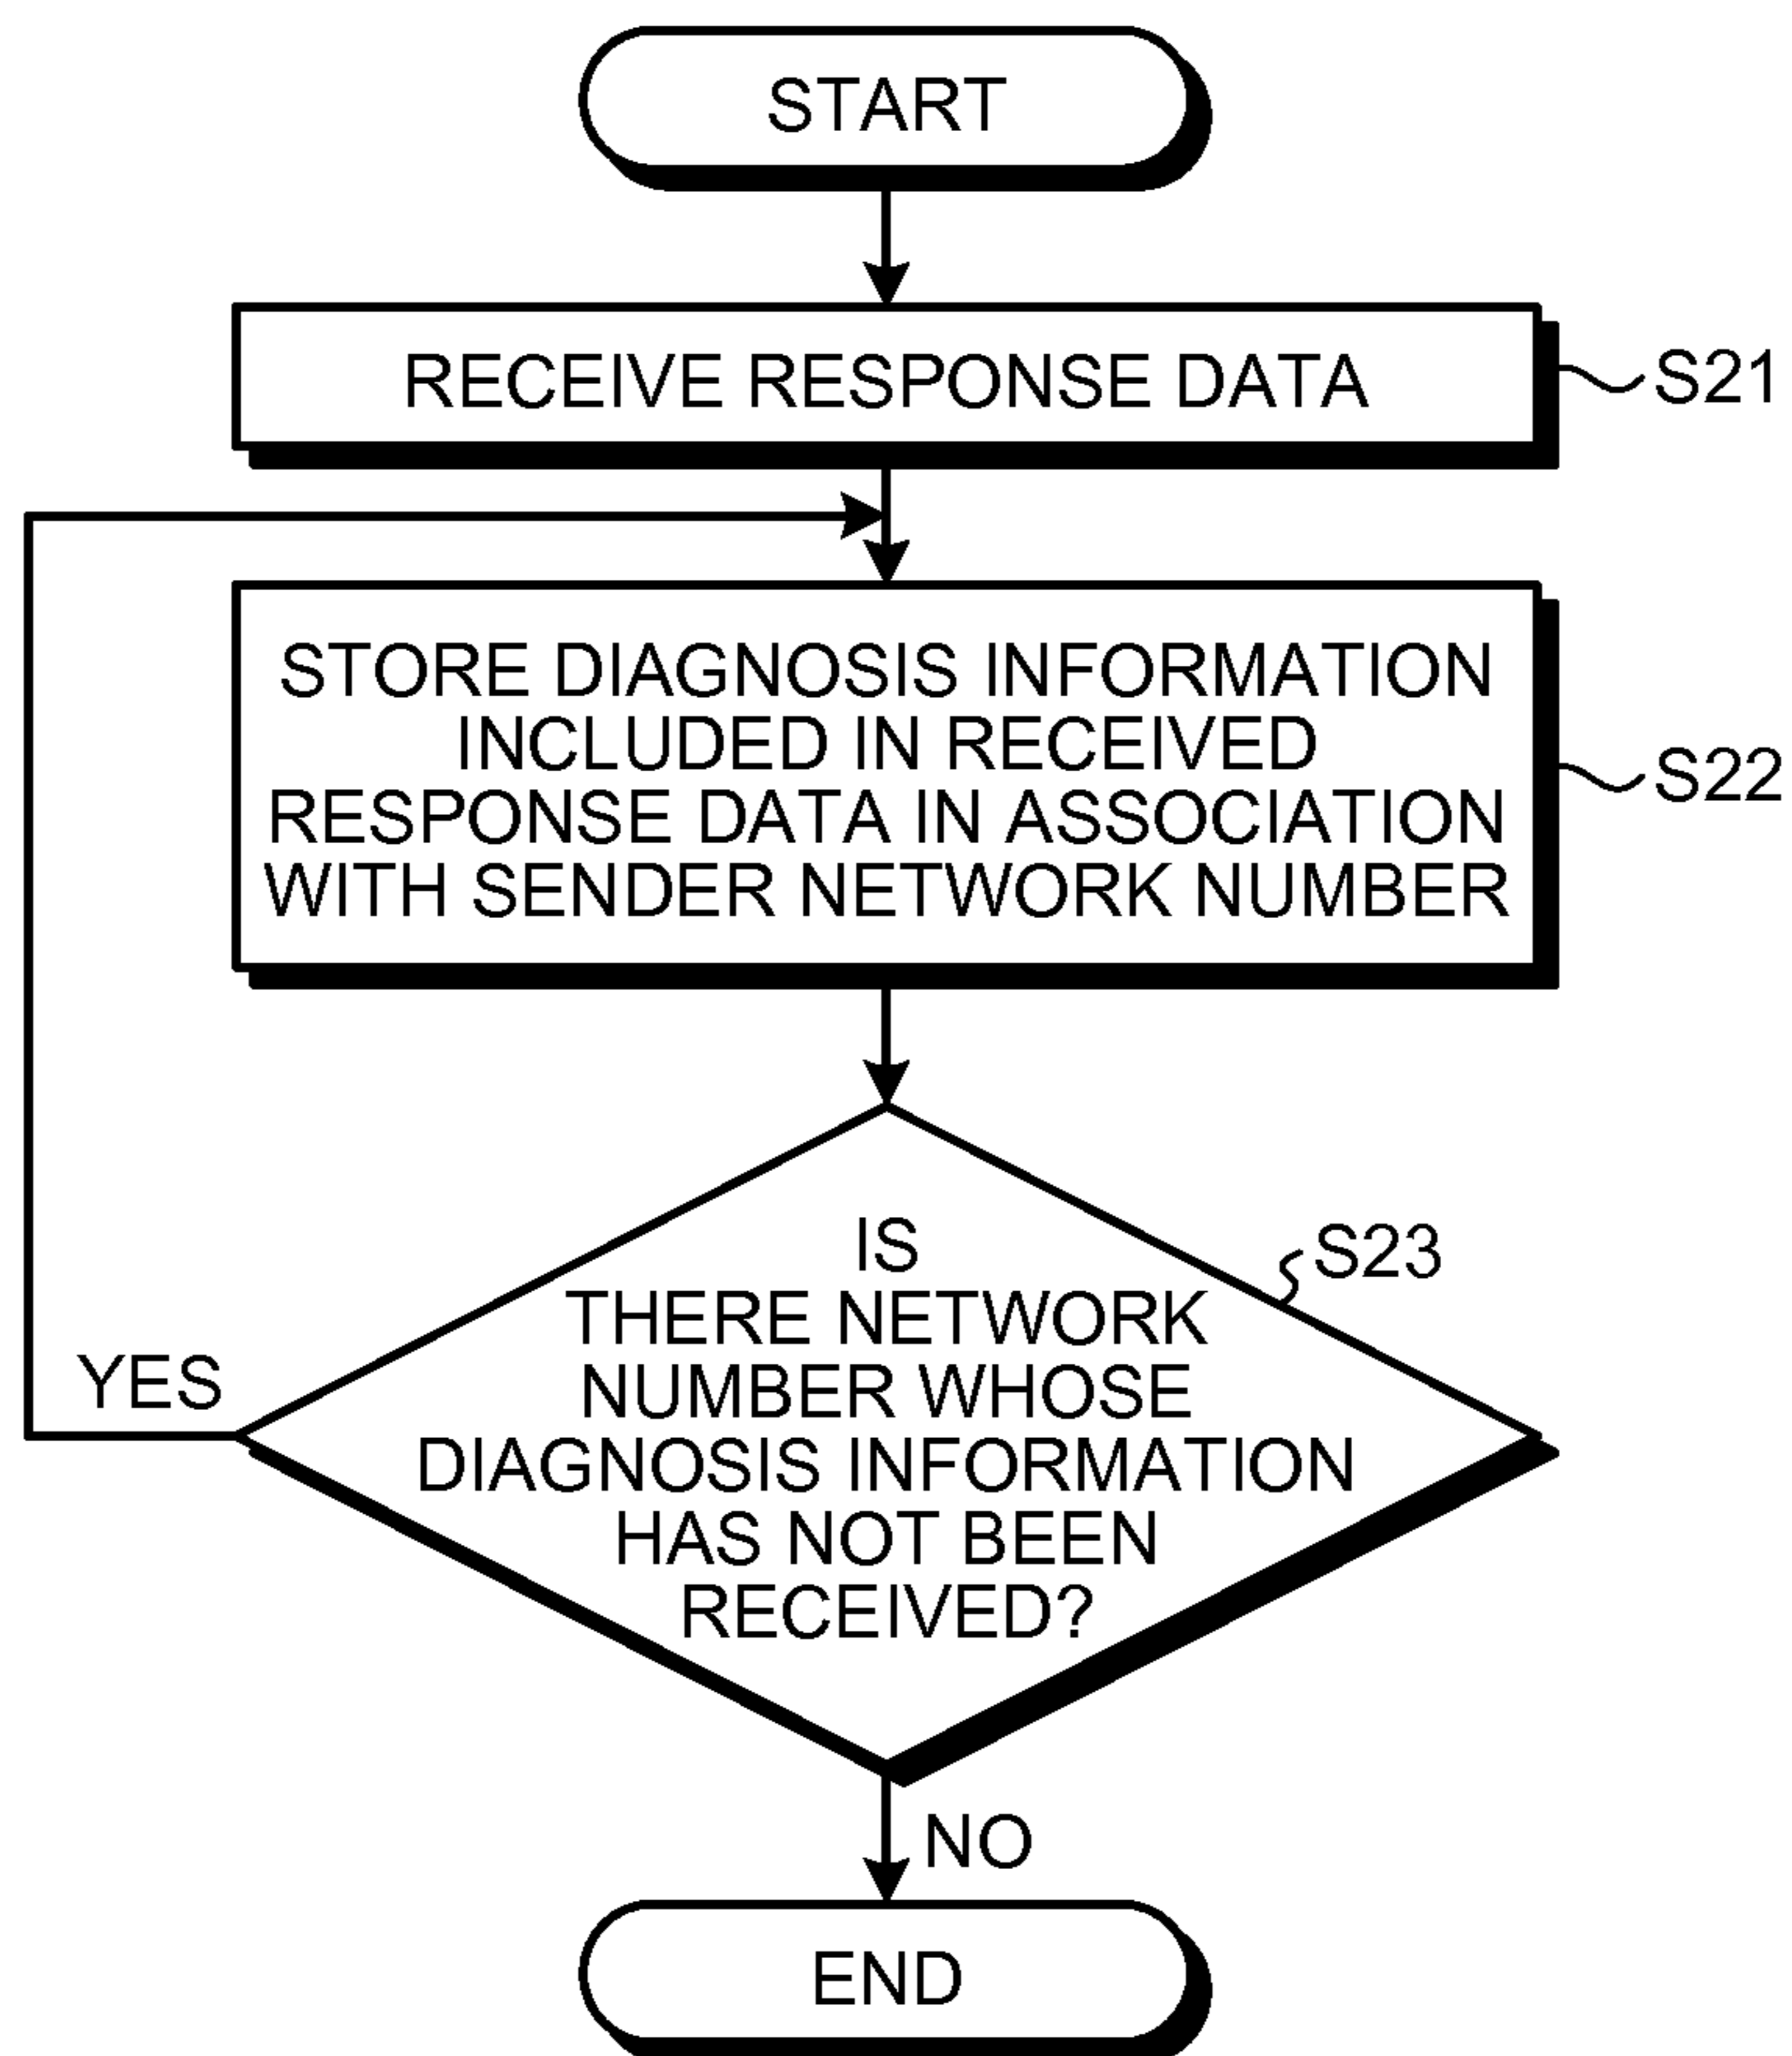 START
RECEIVE RESPONSE DATA
S21
STORE DIAGNOSIS INFORMATION
INCLUDED IN RECEIVED
RESPONSE DATA IN ASSOCIATION
WITH SENDER NETWORK NUMBER
S22
IS
THERE NETWORK
NUMBER WHOSE
DIAGNOSIS INFORMATION
HAS NOT BEEN
RECEIVED?
S23
YES
NO
END